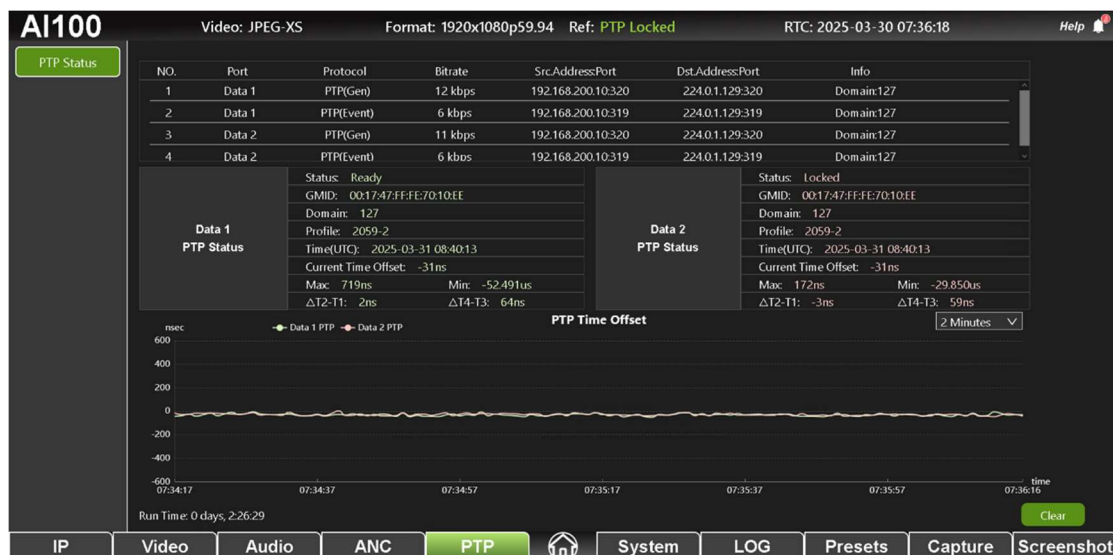 AI100 Video: JPEG-XS Format: 1920x1080p59.94 Ref: PTP Locked RTC: 2025-03-30 07:36:18 Help
PTP Status
NO. Port Protocol Bitrate Src.Address:Port Dst.Address:Port Info
1 Data 1 PTP(Gen) 12 kbps 192.168.200.10:320 224.0.1.129:320 Domain:127
2 Data 1 PTP(Event) 6 kbps 192.168.200.10:319 224.0.1.129:319 Domain:127
3 Data 2 PTP(Gen) 11 kbps 192.168.200.10:320 224.0.1.129:320 Domain:127
4 Data 2 PTP(Event) 6 kbps 192.168.200.10:319 224.0.1.129:319 Domain:127
Data 1
PTP Status
Status: Ready
GMID: 00:17:47:FF:FE:70:10:EE
Domain: 127
Profile: 2059-2
Time(UTC): 2025-03-31 08:40:13
Current Time Offset: -31ns
Max: 719ns Min: -52.491us
△T2-T1: 2ns △T4-T3: 64ns
Data 2
PTP Status
Status: Locked
GMID: 00:17:47:FF:FE:70:10:EE
Domain: 127
Profile: 2059-2
Time(UTC): 2025-03-31 08:40:13
Current Time Offset: -31ns
Max: 172ns Min: -29.850us
△T2-T1: -3ns △T4-T3: 59ns
PTP Time Offset
2 Minutes
nsec
Data 1 PTP Data 2 PTP
600
400
200
0
-200
-400
-600
07:34:17 07:34:37 07:34:57 07:35:17 07:35:37 07:35:57 07:36:16
time
Run Time: 0 days, 2:26:29
Clear
IP Video Audio ANC PTP System LOG Presets Capture Screenshot